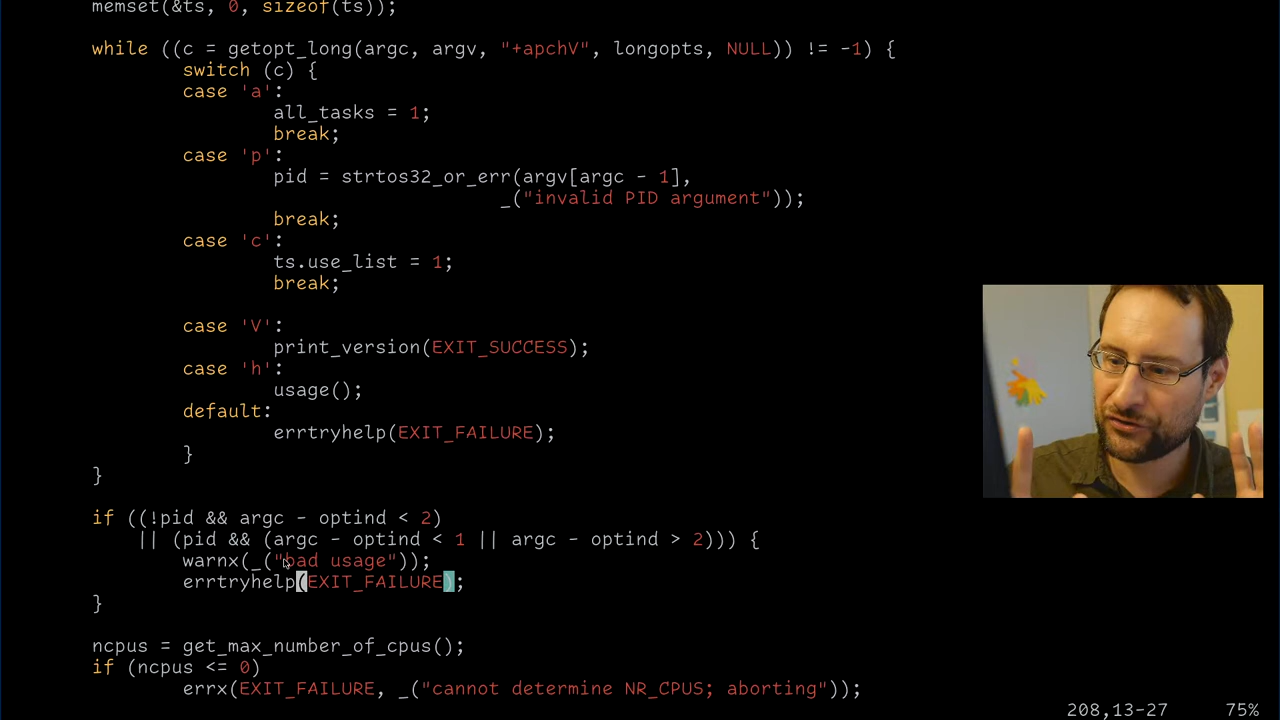 memset(&ts, 0, sizeof(ts));
while ((c = getopt_long(argc, argv, "+apchV", longopts, NULL)) != -1) {
switch (c) {
case 'a':
all_tasks = 1;
break;
case 'p':
pid = strtos32_or_err(argv[argc - 1],
_("invalid PID argument"));
break;
case 'c':
ts.use_list = 1;
break;
case 'V':
print_version(EXIT_SUCCESS);
case 'h':
usage();
default:
errtryhelp(EXIT_FAILURE);
}
}
if ((!pid && argc - optind < 2)
|| (pid && (argc - optind < 1 || argc - optind > 2))) {
warnx(_("bad usage"));
errtryhelp(EXIT_FAILURE);
}
ncpus = get_max_number_of_cpus();
if (ncpus <= 0)
errx(EXIT_FAILURE, _("cannot determine NR_CPUS; aborting"));
208,13-27 75%